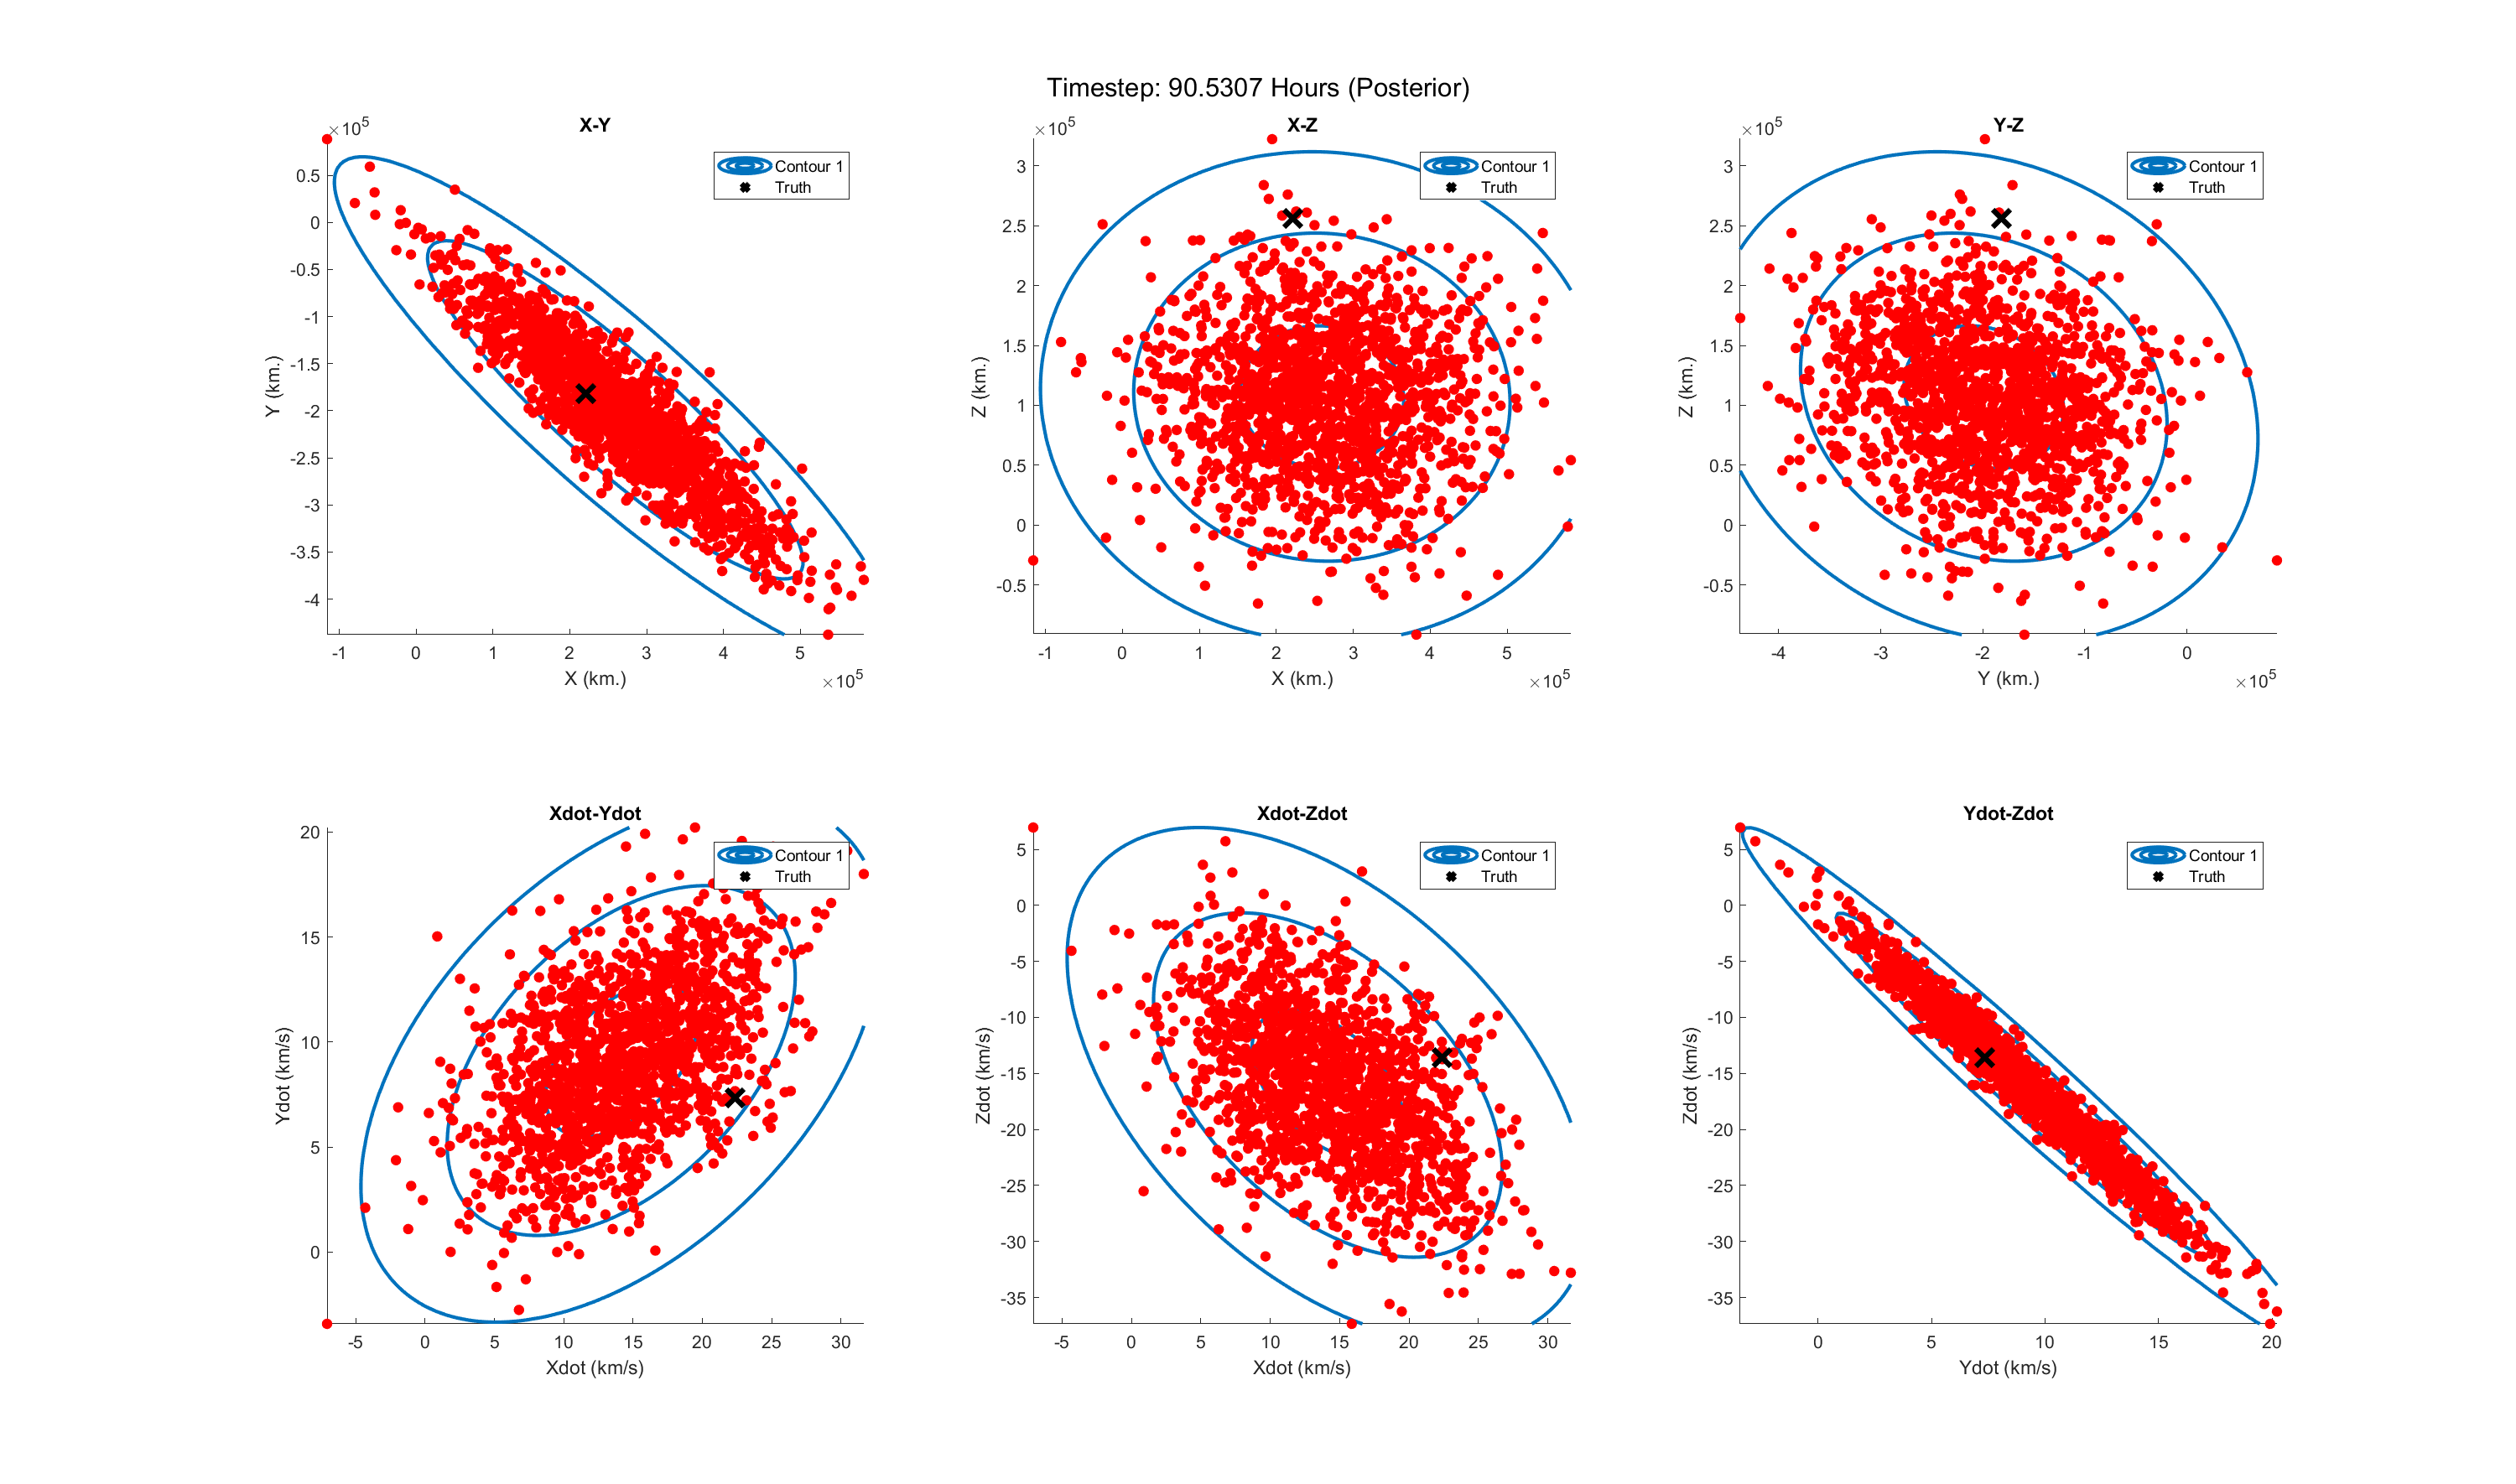 Timestep: 90.5307 Hours (Posterior)
X-Y
×10^5
0.5
0
-0.5
-1
-1.5
-2
-2.5
-3
-3.5
-4
Y (km.)
-1 0 1 2 3 4 5
X (km.)
×10^5
Contour 1
Truth
X-Z
×10^5
3
2.5
2
1.5
1
0.5
0
-0.5
Z (km.)
-1 0 1 2 3 4 5
X (km.)
×10^5
Contour 1
Truth
Y-Z
×10^5
3
2.5
2
1.5
1
0.5
0
-0.5
Z (km.)
-4 -3 -2 -1 0
Y (km.)
×10^5
Contour 1
Truth
Xdot-Ydot
20
15
10
5
0
Ydot (km/s)
-5 0 5 10 15 20 25 30
Xdot (km/s)
Contour 1
Truth
Xdot-Zdot
5
0
-5
-10
-15
-20
-25
-30
-35
Zdot (km/s)
-5 0 5 10 15 20 25 30
Xdot (km/s)
Contour 1
Truth
Ydot-Zdot
5
0
-5
-10
-15
-20
-25
-30
-35
Zdot (km/s)
0 5 10 15 20
Ydot (km/s)
Contour 1
Truth